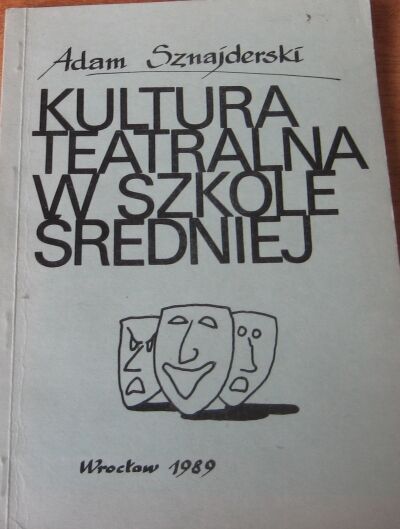 Adam Sznajderski
KULTURA
TEATRALNA
W SZKOLE
ŚREDNIEJ
Wrocław 1989